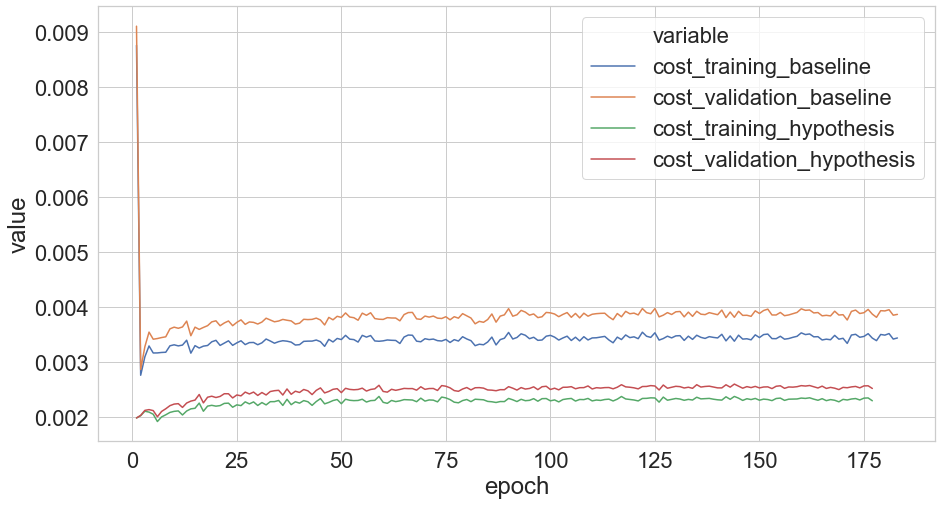 0.009
0.008
0.007
0.006
0.005
0.004
0.003
0.002
value
variable
cost_training_baseline
cost_validation_baseline
cost_training_hypothesis
cost_validation_hypothesis
0 25 50 75 100 125 150 175
epoch